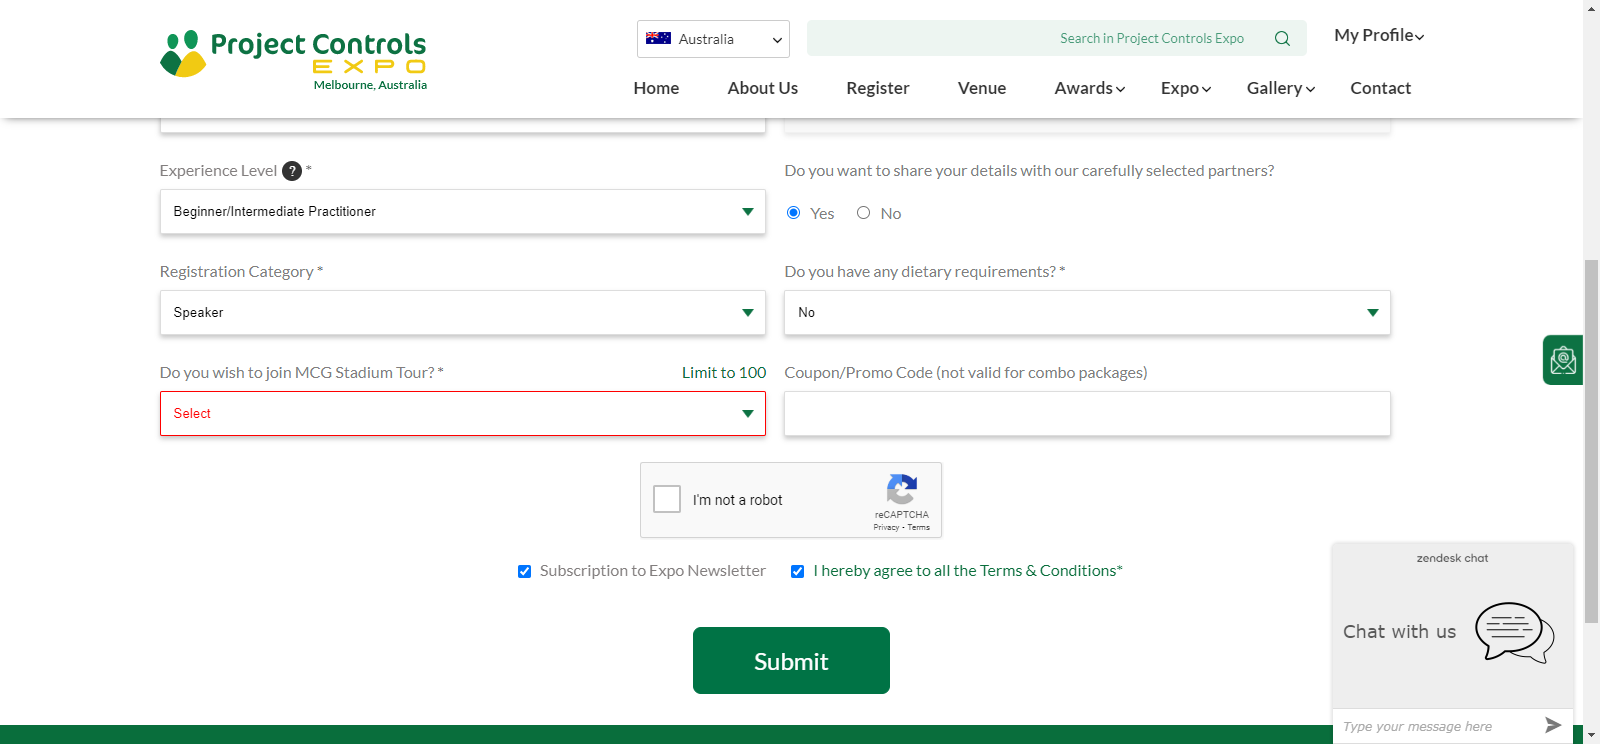 Project Controls
EXPO
Melbourne, Australia
Australia
Search in Project Controls Expo
My Profile
Home
About Us
Register
Venue
Awards
Expo
Gallery
Contact
Experience Level ? *
Do you want to share your details with our carefully selected partners?
Beginner/Intermediate Practitioner
Yes
No
Registration Category *
Do you have any dietary requirements? *
Speaker
No
Do you wish to join MCG Stadium Tour? *
Limit to 100
Coupon/Promo Code (not valid for combo packages)
Select
I'm not a robot
reCAPTCHA
Privacy - Terms
Subscription to Expo Newsletter
I hereby agree to all the Terms & Conditions*
Submit
zendesk chat
Chat with us
Type your message here